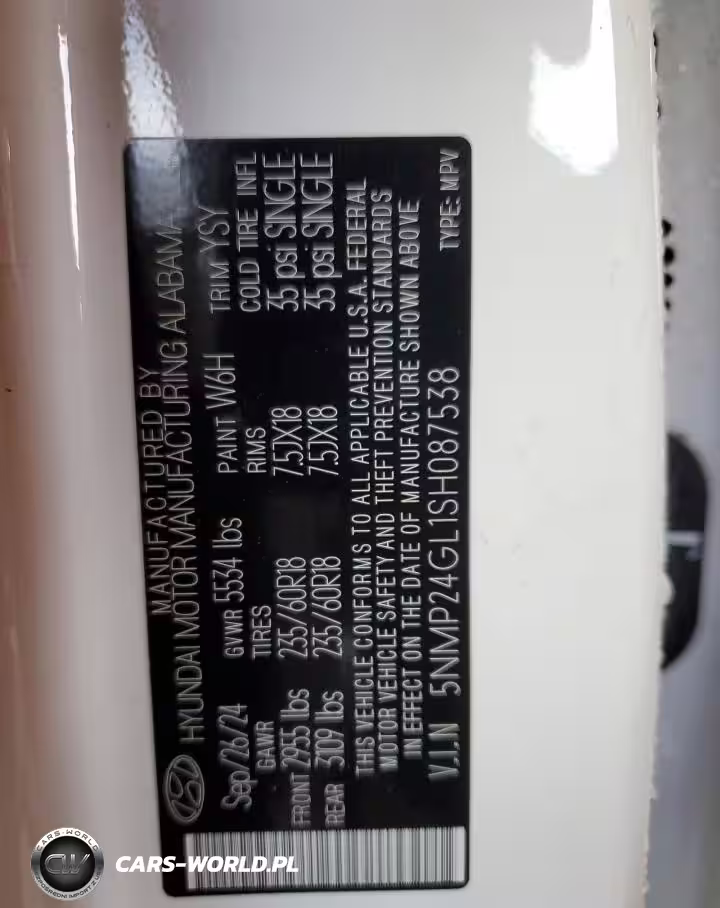 MANUFACTURED BY
HYUNDAI MOTOR MANUFACTURING ALABAMA
Sep/26/24 GVWR 5534 lbs PAINT W6H TRIM YSY
GAWR TIRES RIMS COLD TIRE INFL
FRONT 2955 lbs 235/60R18 7.5JX18 35 psi SINGLE
REAR 3109 lbs 235/60R18 7.5JX18 35 psi SINGLE
THIS VEHICLE CONFORMS TO ALL APPLICABLE U.S.A. FEDERAL
MOTOR VEHICLE SAFETY AND THEFT PREVENTION STANDARDS
IN EFFECT ON THE DATE OF MANUFACTURE SHOWN ABOVE
V.I.N 5NMP24GL1SH087538 TYPE: MPV
CARS-WORLD
CW
CARS-WORLD.PL